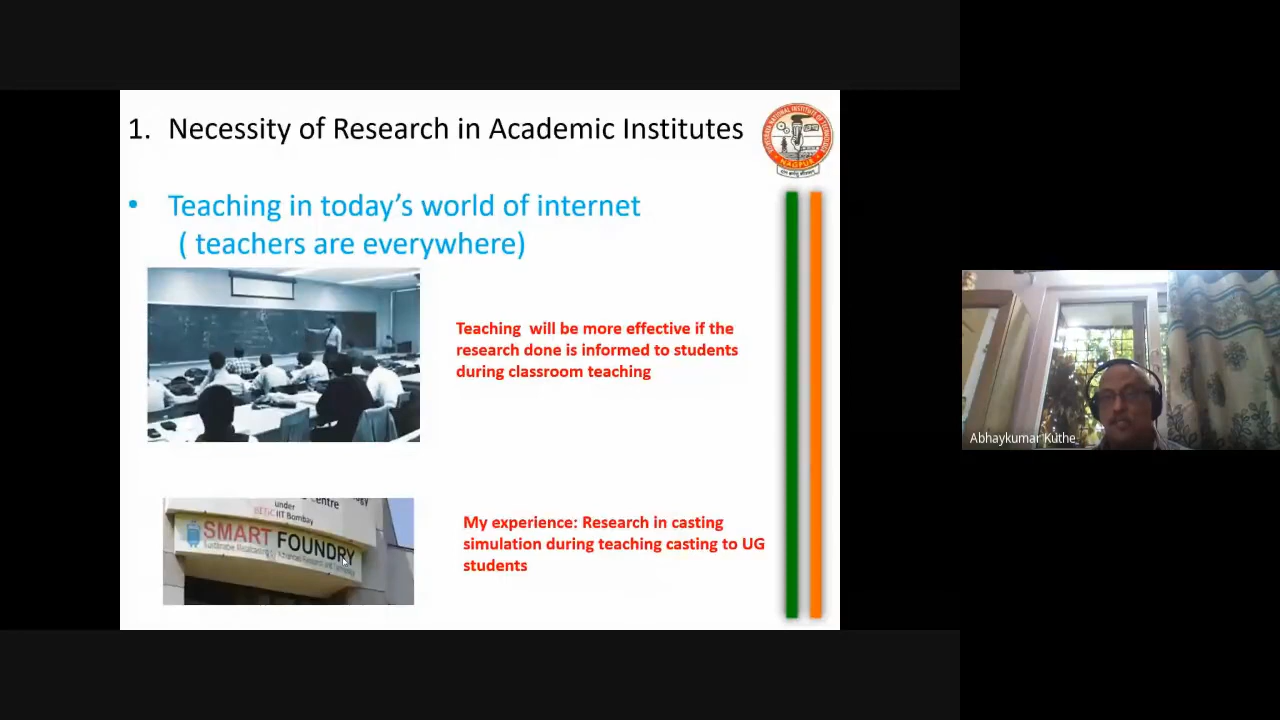 1. Necessity of Research in Academic Institutes
• Teaching in today's world of internet
( teachers are everywhere)
Teaching will be more effective if the
research done is informed to students
during classroom teaching
under
BETiC IIT Bombay
SMART FOUNDRY
My experience: Research in casting
simulation during teaching casting to UG
students
NAGPUR
Abhaykumar Kuthe